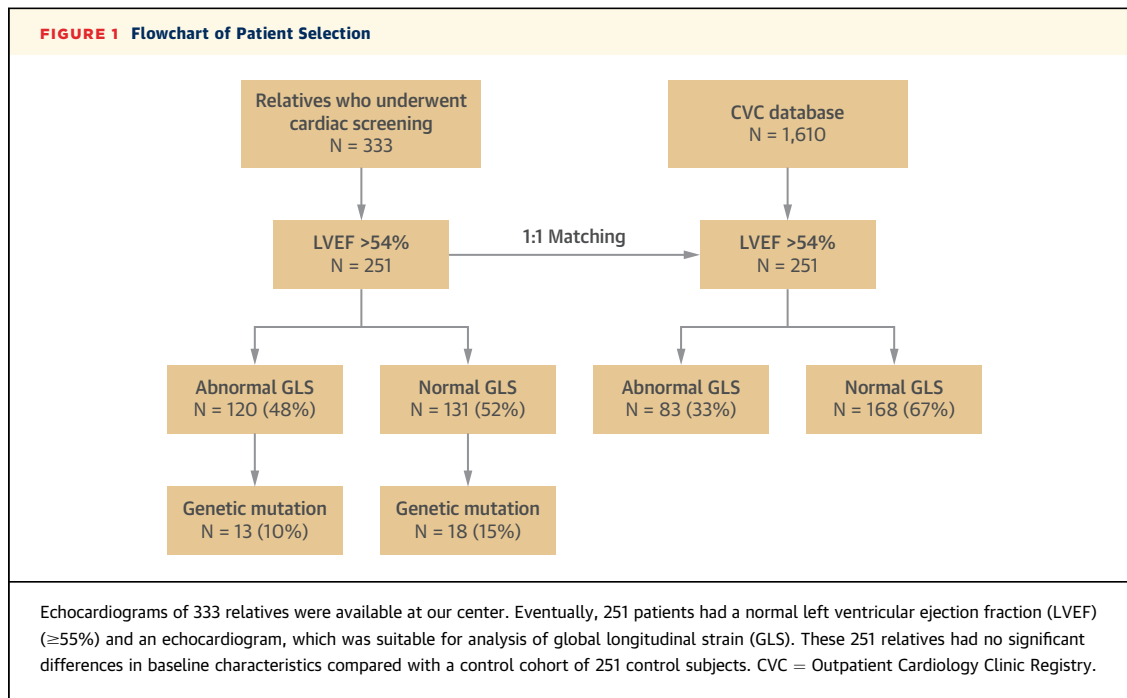 FIGURE 1 Flowchart of Patient Selection
Relatives who underwent
cardiac screening
N = 333
CVC database
N = 1,610
LVEF >54%
N = 251
1:1 Matching
LVEF >54%
N = 251
Abnormal GLS
N = 120 (48%)
Normal GLS
N = 131 (52%)
Abnormal GLS
N = 83 (33%)
Normal GLS
N = 168 (67%)
Genetic mutation
N = 13 (10%)
Genetic mutation
N = 18 (15%)
Echocardiograms of 333 relatives were available at our center. Eventually, 251 patients had a normal left ventricular ejection fraction (LVEF)
(≥55%) and an echocardiogram, which was suitable for analysis of global longitudinal strain (GLS). These 251 relatives had no significant
differences in baseline characteristics compared with a control cohort of 251 control subjects. CVC = Outpatient Cardiology Clinic Registry.